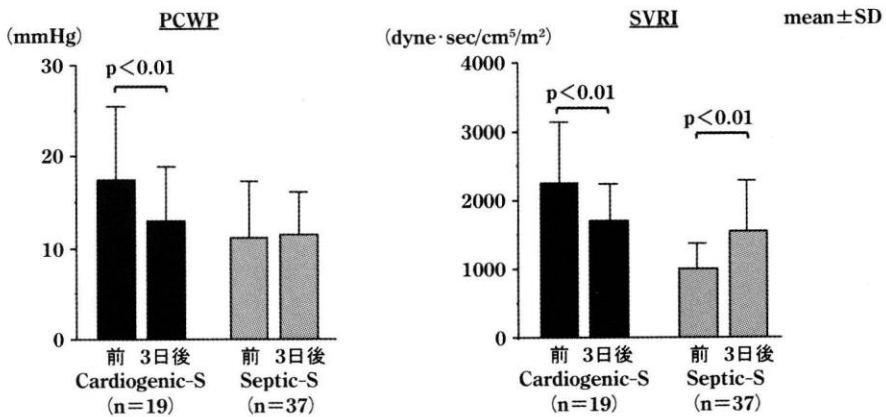 PCWP
(mmHg)
30
20
10
0
p<0.01
前 3日後 前 3日後
Cardiogenic-S Septic-S
(n=19) (n=37)
SVRI mean±SD
(dyne·sec/cm⁵/m²)
4000
3000
2000
1000
0
p<0.01
p<0.01
前 3日後 前 3日後
Cardiogenic-S Septic-S
(n=19) (n=37)